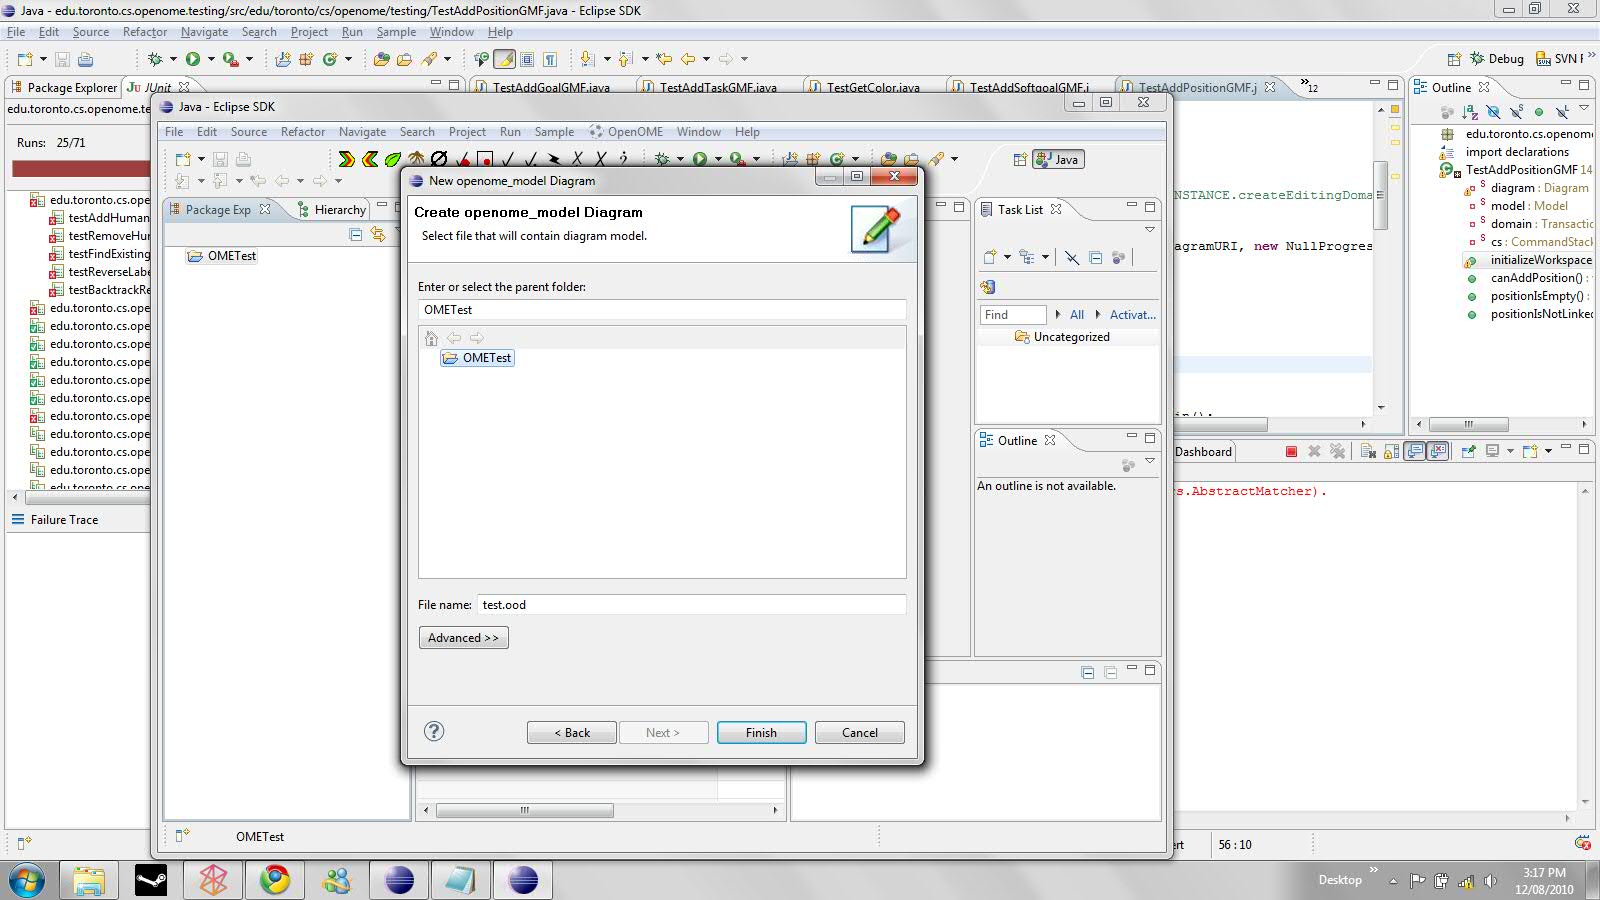 Java - edu.toronto.cs.openome.testing/src/edu/toronto/cs/openome/testing/TestAddPositionGMF.java - Eclipse SDK
File Edit Source Refactor Navigate Search Project Run Sample Window Help
Debug SVN
Package Explorer JUnit
TestAddGoalGMF.java TestAddTaskGMF.java TestGetColor.java TestAddSoftgoalGMF.j TestAddPositionGMF.j 12
Outline
edu.toronto.cs.openome.te
Runs: 25/71
edu.toronto.cs.ope
testAddHuman
testRemoveHu
testFindExisting
testReverseLabe
testBacktrackRe
edu.toronto.cs.ope
edu.toronto.cs.ope
edu.toronto.cs.ope
edu.toronto.cs.ope
edu.toronto.cs.ope
edu.toronto.cs.ope
edu.toronto.cs.ope
edu.toronto.cs.ope
edu.toronto.cs.ope
edu.toronto.cs.ope
edu.toronto.cs.ope
Failure Trace
Java - Eclipse SDK
File Edit Source Refactor Navigate Search Project Run Sample OpenOME Window Help
Java
Package Exp Hierarchy
OMETest
New openome_model Diagram
Create openome_model Diagram
Select file that will contain diagram model.
Enter or select the parent folder:
OMETest
OMETest
File name: test.ood
Advanced >>
< Back Next > Finish Cancel
Task List
Find All Activat...
Uncategorized
Outline
An outline is not available.
OMETest
NSTANCE.createEditingDoma
agramURI, new NullProgres
Dashboard
s.AbstractMatcher).
edu.toronto.cs.openome
import declarations
TestAddPositionGMF 14
diagram : Diagram
model : Model
domain : Transactio
cs : CommandStack
initializeWorkspace
canAddPosition() :
positionIsEmpty() :
positionIsNotLinked
ert 56 : 10
Desktop
3:17 PM
12/08/2010